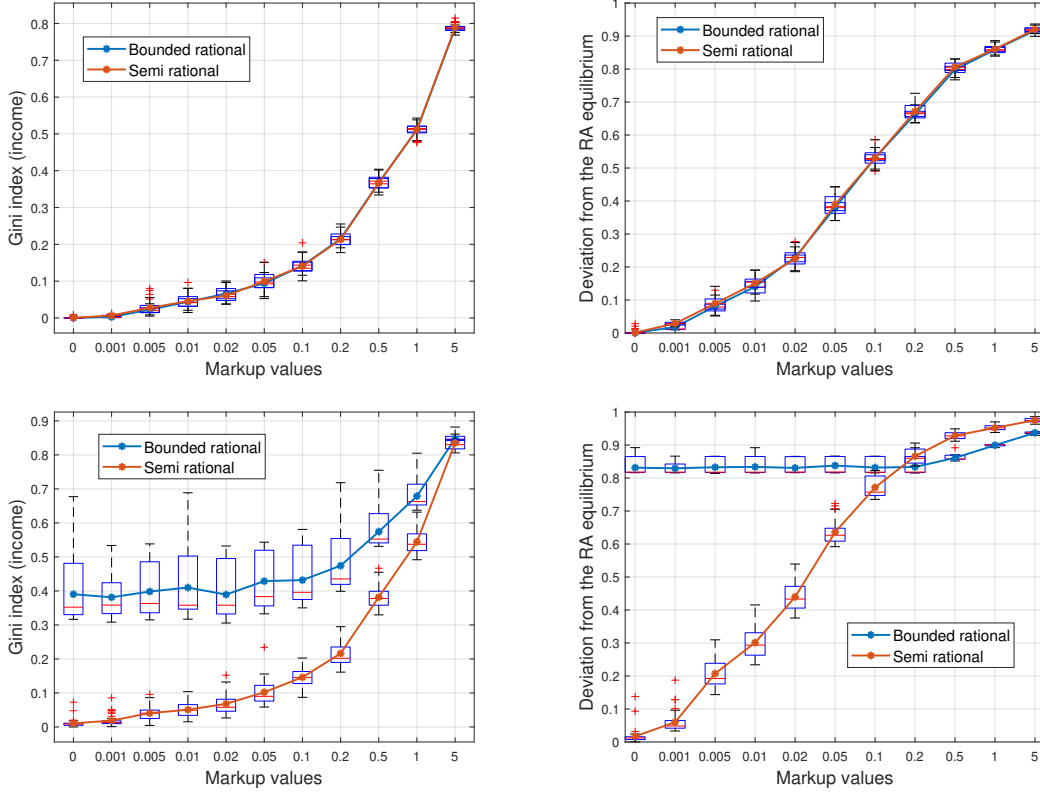 Gini index (income)
0.8
0.7
0.6
0.5
0.4
0.3
0.2
0.1
0
Bounded rational
Semi rational
0 0.001 0.005 0.01 0.02 0.05 0.1 0.2 0.5 1 5
Markup values
Deviation from the RA equilibrium
1
0.9
0.8
0.7
0.6
0.5
0.4
0.3
0.2
0.1
0
Bounded rational
Semi rational
0 0.001 0.005 0.01 0.02 0.05 0.1 0.2 0.5 1 5
Markup values
Gini index (income)
0.9
0.8
0.7
0.6
0.5
0.4
0.3
0.2
0.1
0
Bounded rational
Semi rational
0 0.001 0.005 0.01 0.02 0.05 0.1 0.2 0.5 1 5
Markup values
Deviation from the RA equilibrium
1
0.9
0.8
0.7
0.6
0.5
0.4
0.3
0.2
0.1
0
Bounded rational
Semi rational
0 0.001 0.005 0.01 0.02 0.05 0.1 0.2 0.5 1 5
Markup values